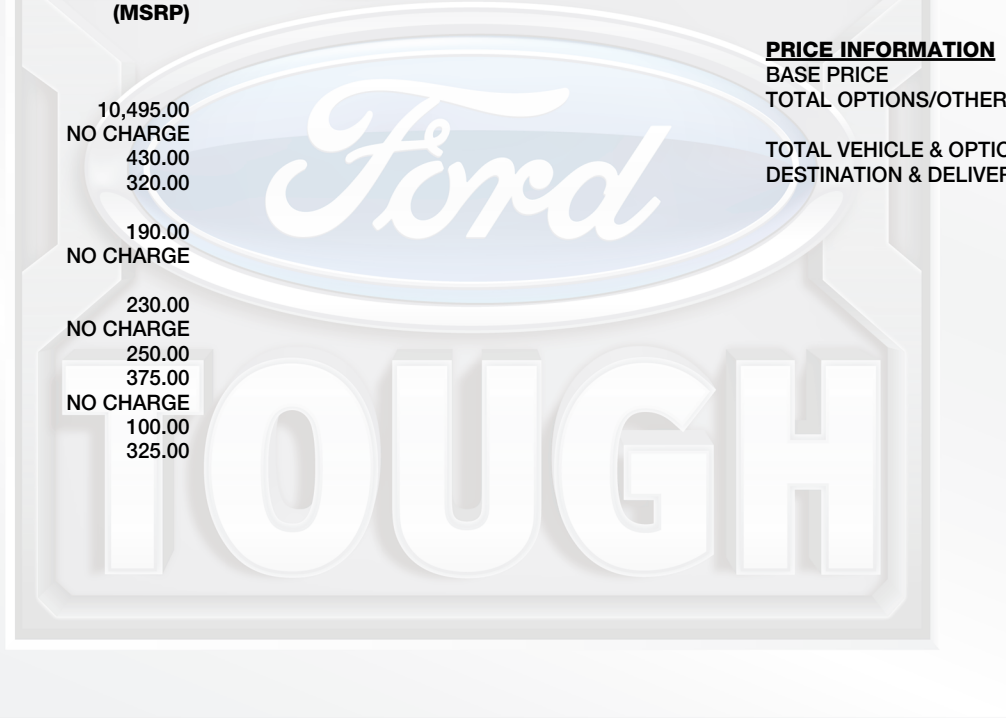 (MSRP)
10,495.00
NO CHARGE
430.00
320.00
190.00
NO CHARGE
230.00
NO CHARGE
250.00
375.00
NO CHARGE
100.00
325.00
PRICE INFORMATION
BASE PRICE
TOTAL OPTIONS/OTHER
TOTAL VEHICLE & OPTIO
DESTINATION & DELIVER
Ford
TOUGH